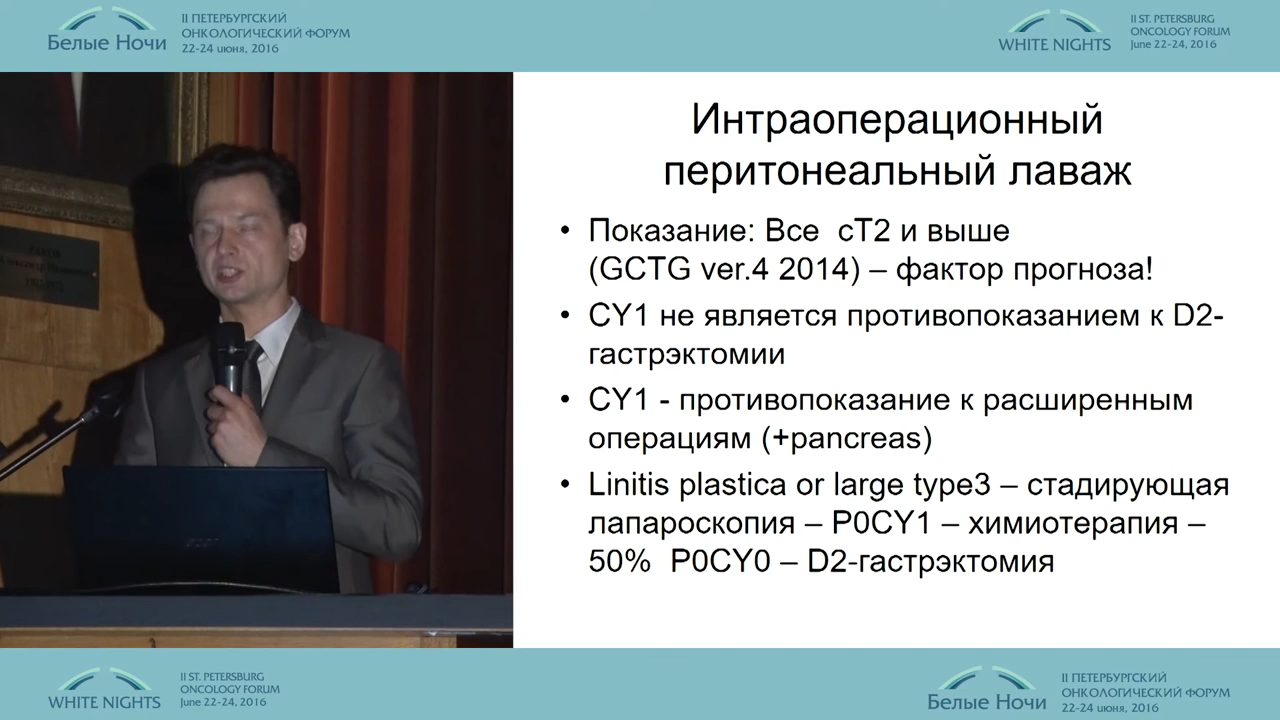 Белые Ночи
II ПЕТЕРБУРГСКИЙ
ОНКОЛОГИЧЕСКИЙ ФОРУМ
22-24 июня, 2016
WHITE NIGHTS
II ST. PETERSBURG
ONCOLOGY FORUM
June 22-24, 2016
Интраоперационный
перитонеальный лаваж
• Показание: Все сТ2 и выше
(GCTG ver.4 2014) – фактор прогноза!
• CY1 не является противопоказанием к D2-
гастрэктомии
• CY1 - противопоказание к расширенным
операциям (+pancreas)
• Linitis plastica or large type3 – стадирующая
лапароскопия – P0CY1 – химиотерапия –
50% P0CY0 – D2-гастрэктомия
WHITE NIGHTS
II ST. PETERSBURG
ONCOLOGY FORUM
June 22-24, 2016
Белые Ночи
II ПЕТЕРБУРГСКИЙ
ОНКОЛОГИЧЕСКИЙ ФОРУМ
22-24 июня, 2016